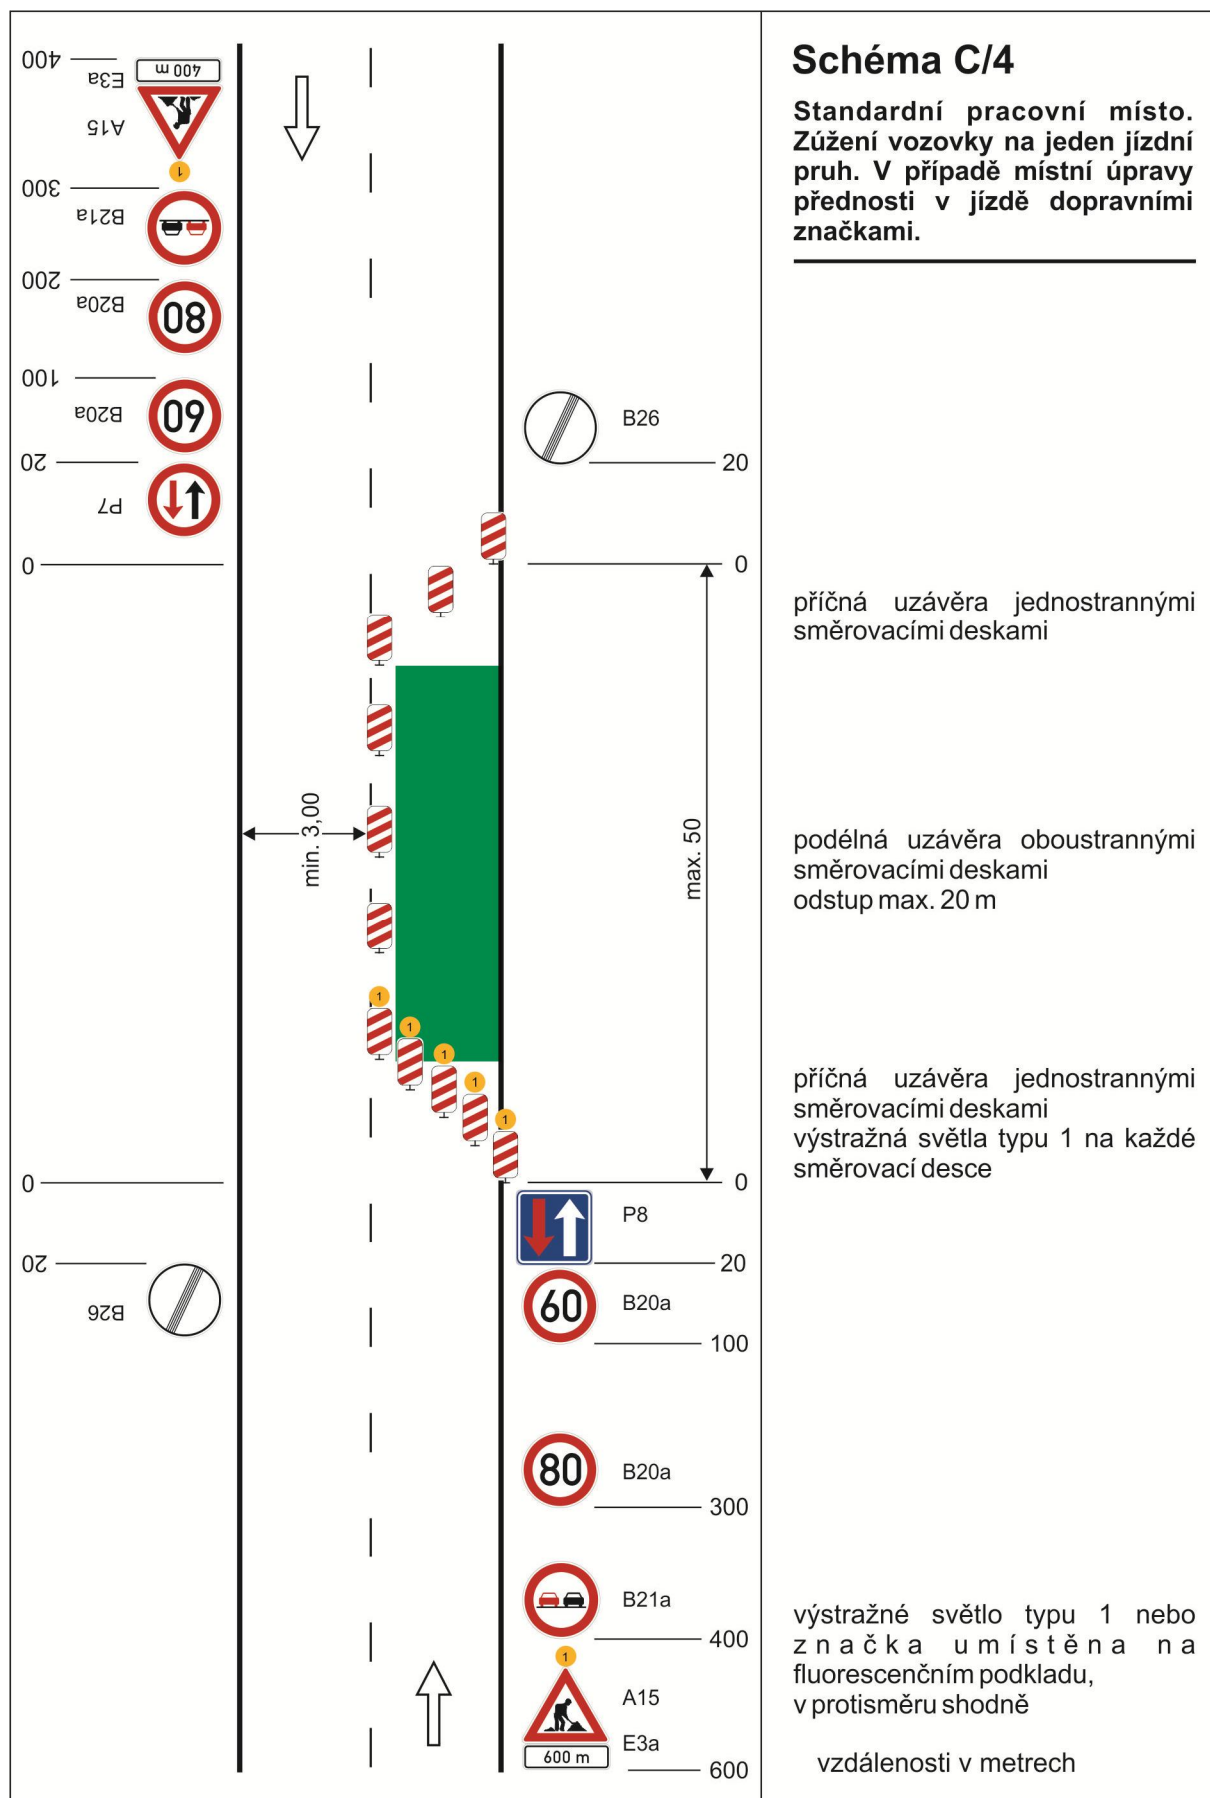 Schéma C/4
Standardní pracovní místo.
Zúžení vozovky na jeden jízdní
pruh. V případě místní úpravy
přednosti v jízdě dopravními
značkami.
400
E3a
400 m
A15
1
300
B21a
200
B20a
80
100
B20a
60
20
P7
0
B26
20
0
příčná uzávěra jednostrannými
směrovacími deskami
min. 3,00
max. 50
podélná uzávěra oboustrannými
směrovacími deskami
odstup max. 20 m
1
1
1
1
1
příčná uzávěra jednostrannými
směrovacími deskami
výstražná světla typu 1 na každé
směrovací desce
0
0
P8
20
20
B26
60
B20a
100
80
B20a
300
B21a
400
1
A15
E3a
600 m
600
výstražné světlo typu 1 nebo
značka umístěna na
fluorescenčním podkladu,
v protisměru shodně
vzdálenosti v metrech